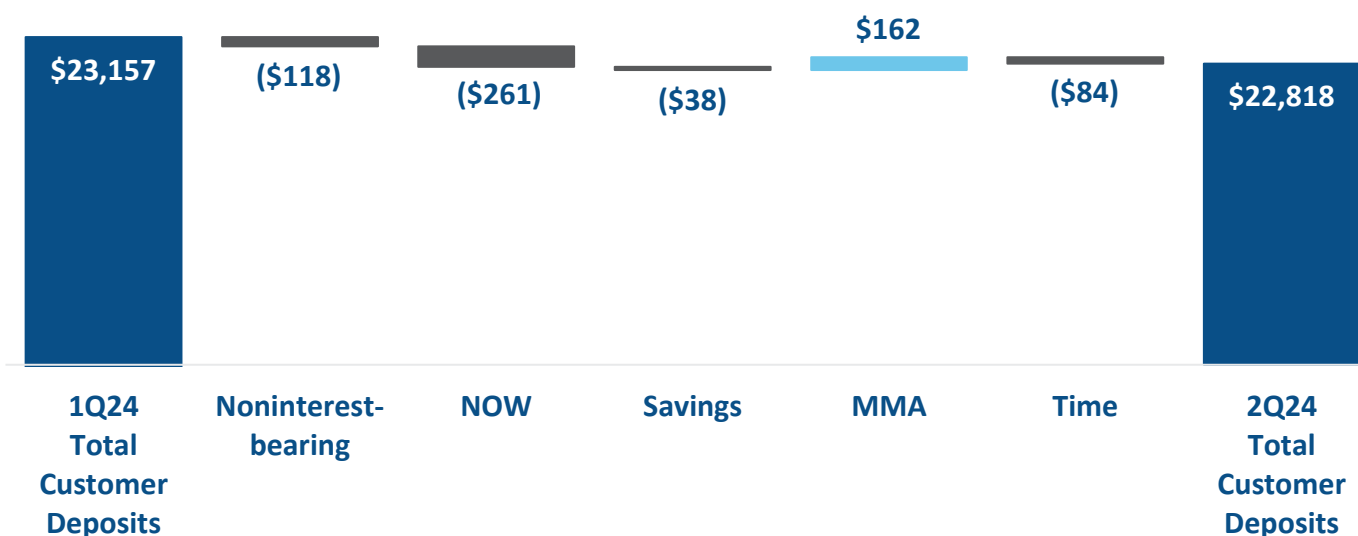 $23,157
($118)
($261)
($38)
$162
($84)
$22,818
1Q24
Total
Customer
Deposits
Noninterest-
bearing
NOW
Savings
MMA
Time
2Q24
Total
Customer
Deposits